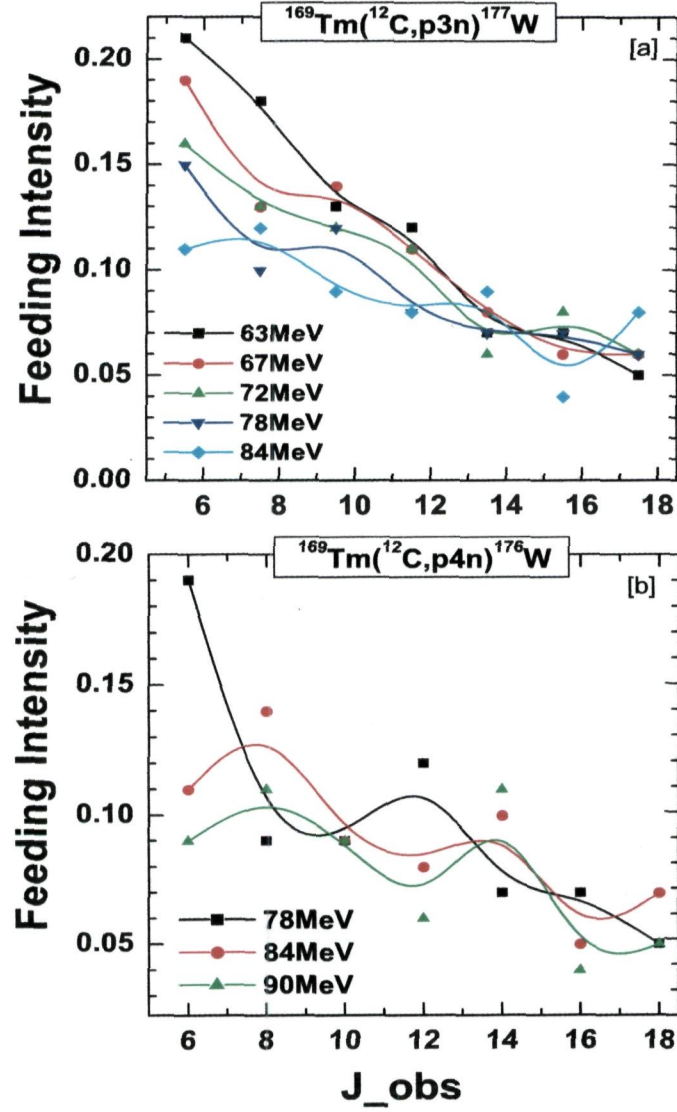 ¹⁶⁹Tm(¹²C,p3n)¹⁷⁷W
[a]
Feeding Intensity
0.20
0.15
0.10
0.05
0.00
63MeV
67MeV
72MeV
78MeV
84MeV
6 8 10 12 14 16 18
¹⁶⁹Tm(¹²C,p4n)¹⁷⁶W
[b]
Feeding Intensity
0.20
0.15
0.10
0.05
78MeV
84MeV
90MeV
6 8 10 12 14 16 18
J_obs